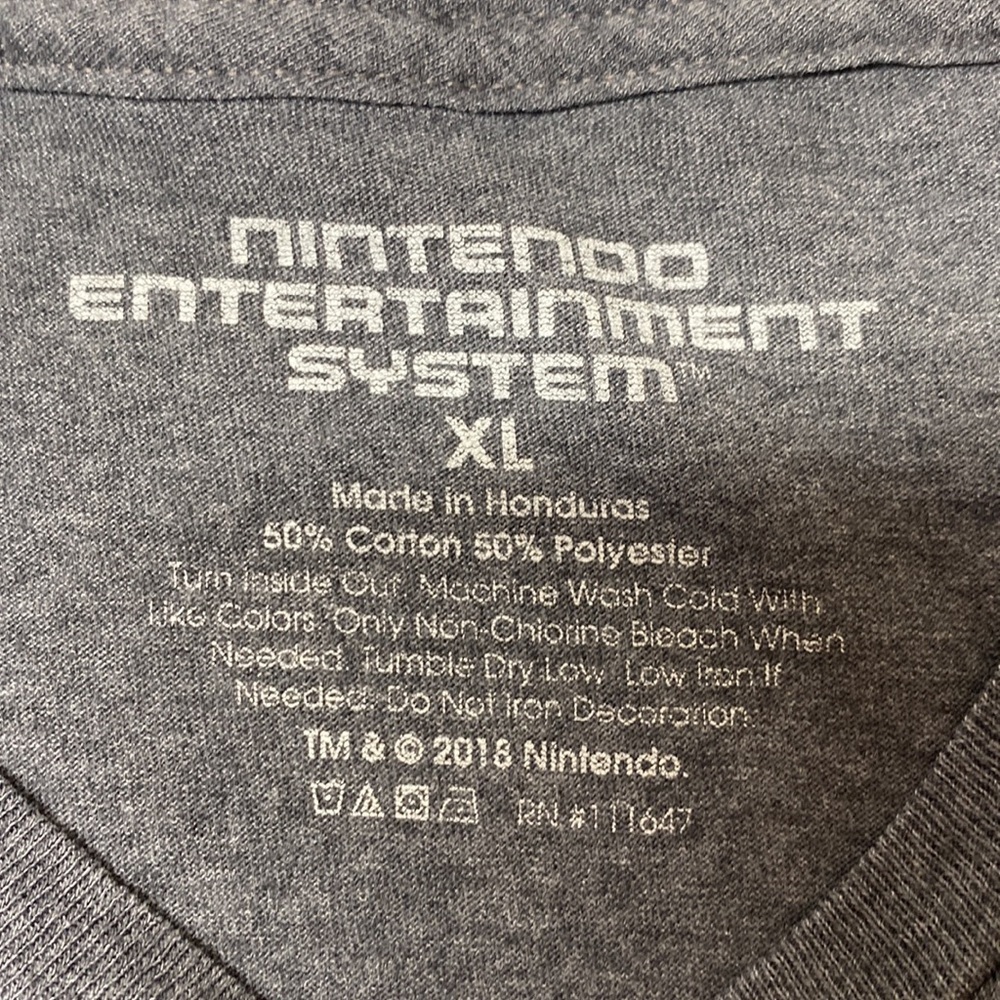 NINTENDO
ENTERTAINMENT
SYSTEM™
XL
Made in Honduras
50% Cotton 50% Polyester
Turn Inside Out. Machine Wash Cold With
Like Colors. Only Non-Chlorine Bleach When
Needed. Tumble Dry Low. Low Iron If
Needed. Do Not Iron Decoration.
TM & © 2018 Nintendo.
RN #111647